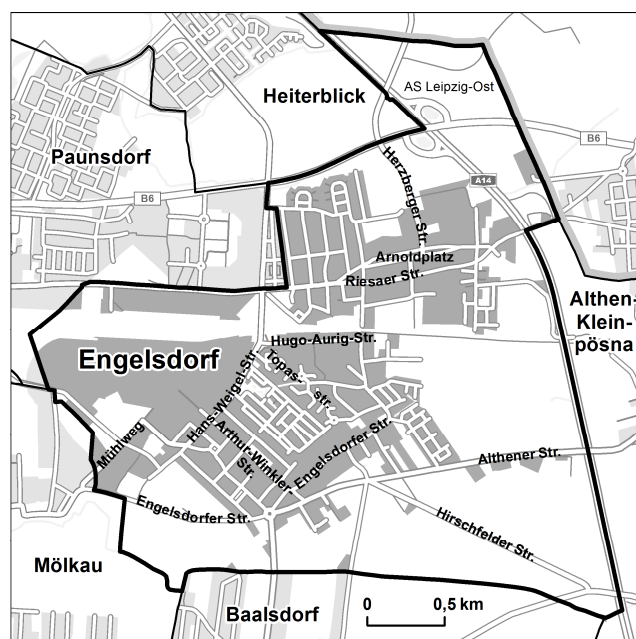 AS Leipzig-Ost
Heiterblick
B6
Paunsdorf
Herzberger Str.
A14
B6
Arnoldplatz
Riesaer Str.
Althen-
Klein-
pösna
Hugo-Aurig-Str.
Engelsdorf
Hans-Weigel-Str.
Topas-
str.
Mühlweg
Arthur-Winkler-
Str.
Engelsdorfer Str.
Althener Str.
Engelsdorfer Str.
Hirschfelder Str.
Mölkau
Baalsdorf
0 0,5 km